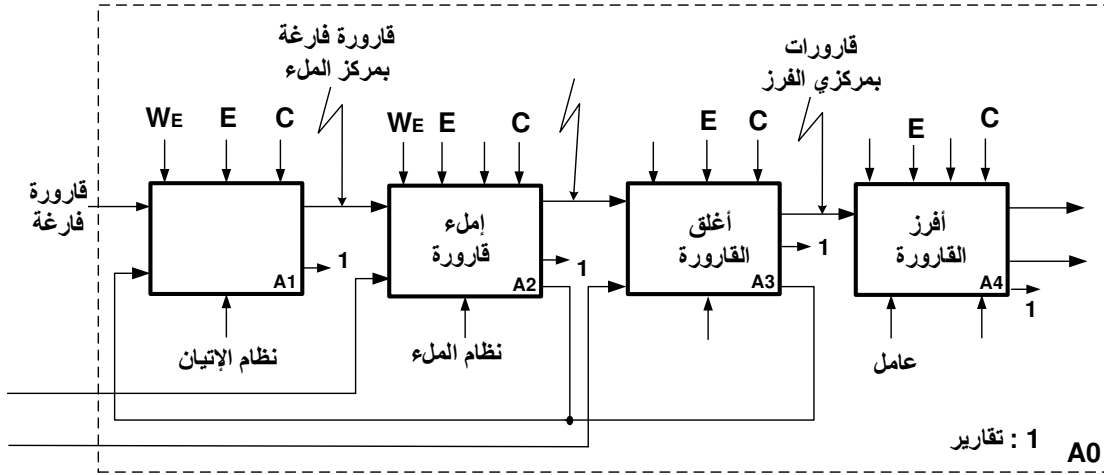 قارورة فارغة
بمركز الملء
قارورات
بمركزي الفرز
WE E C
WE E C
E C
E C
قارورة
فارغة
إملء
قارورة
أغلق
القارورة
أفرز
القارورة
1
1
1
1
A1
A2
A3
A4
نظام الإتيان
نظام الملء
عامل
1 : تقارير
A0